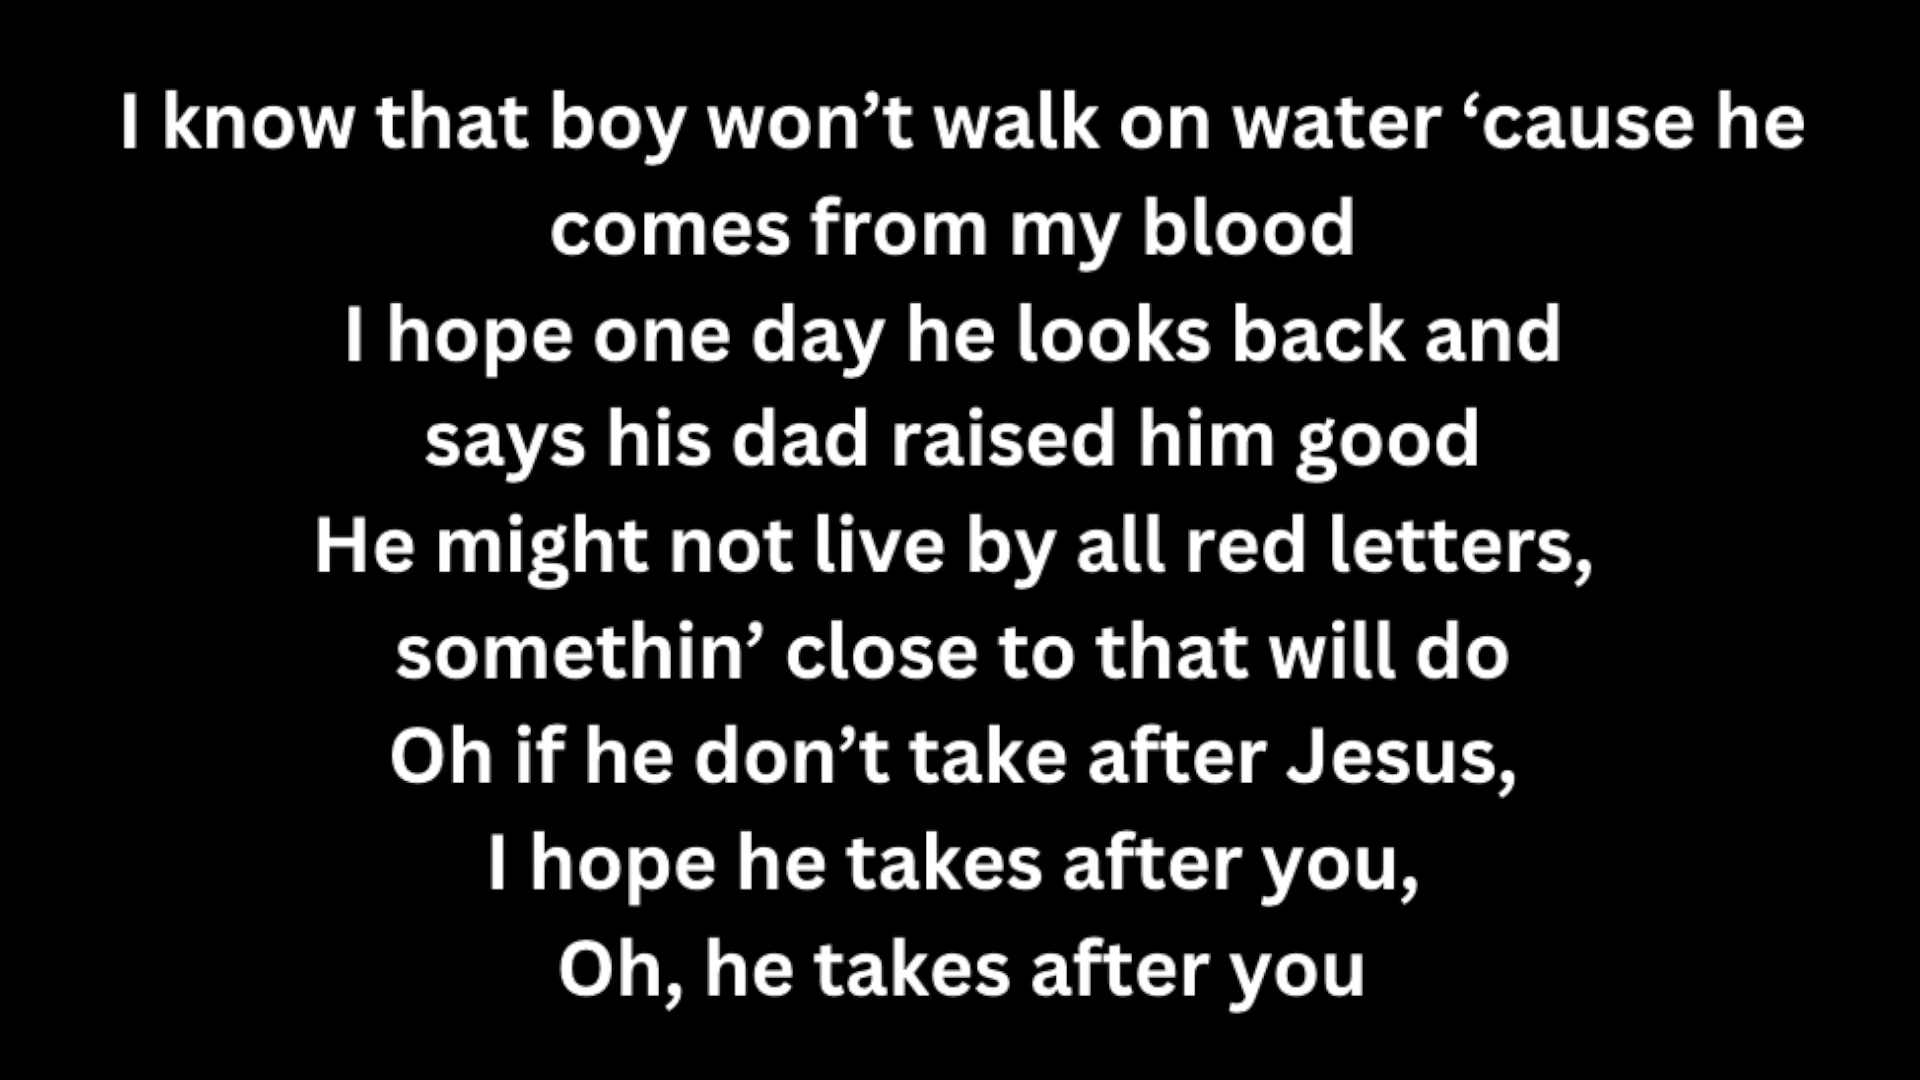 I know that boy won’t walk on water ‘cause he
comes from my blood
I hope one day he looks back and
says his dad raised him good
He might not live by all red letters,
somethin’ close to that will do
Oh if he don’t take after Jesus,
I hope he takes after you,
Oh, he takes after you